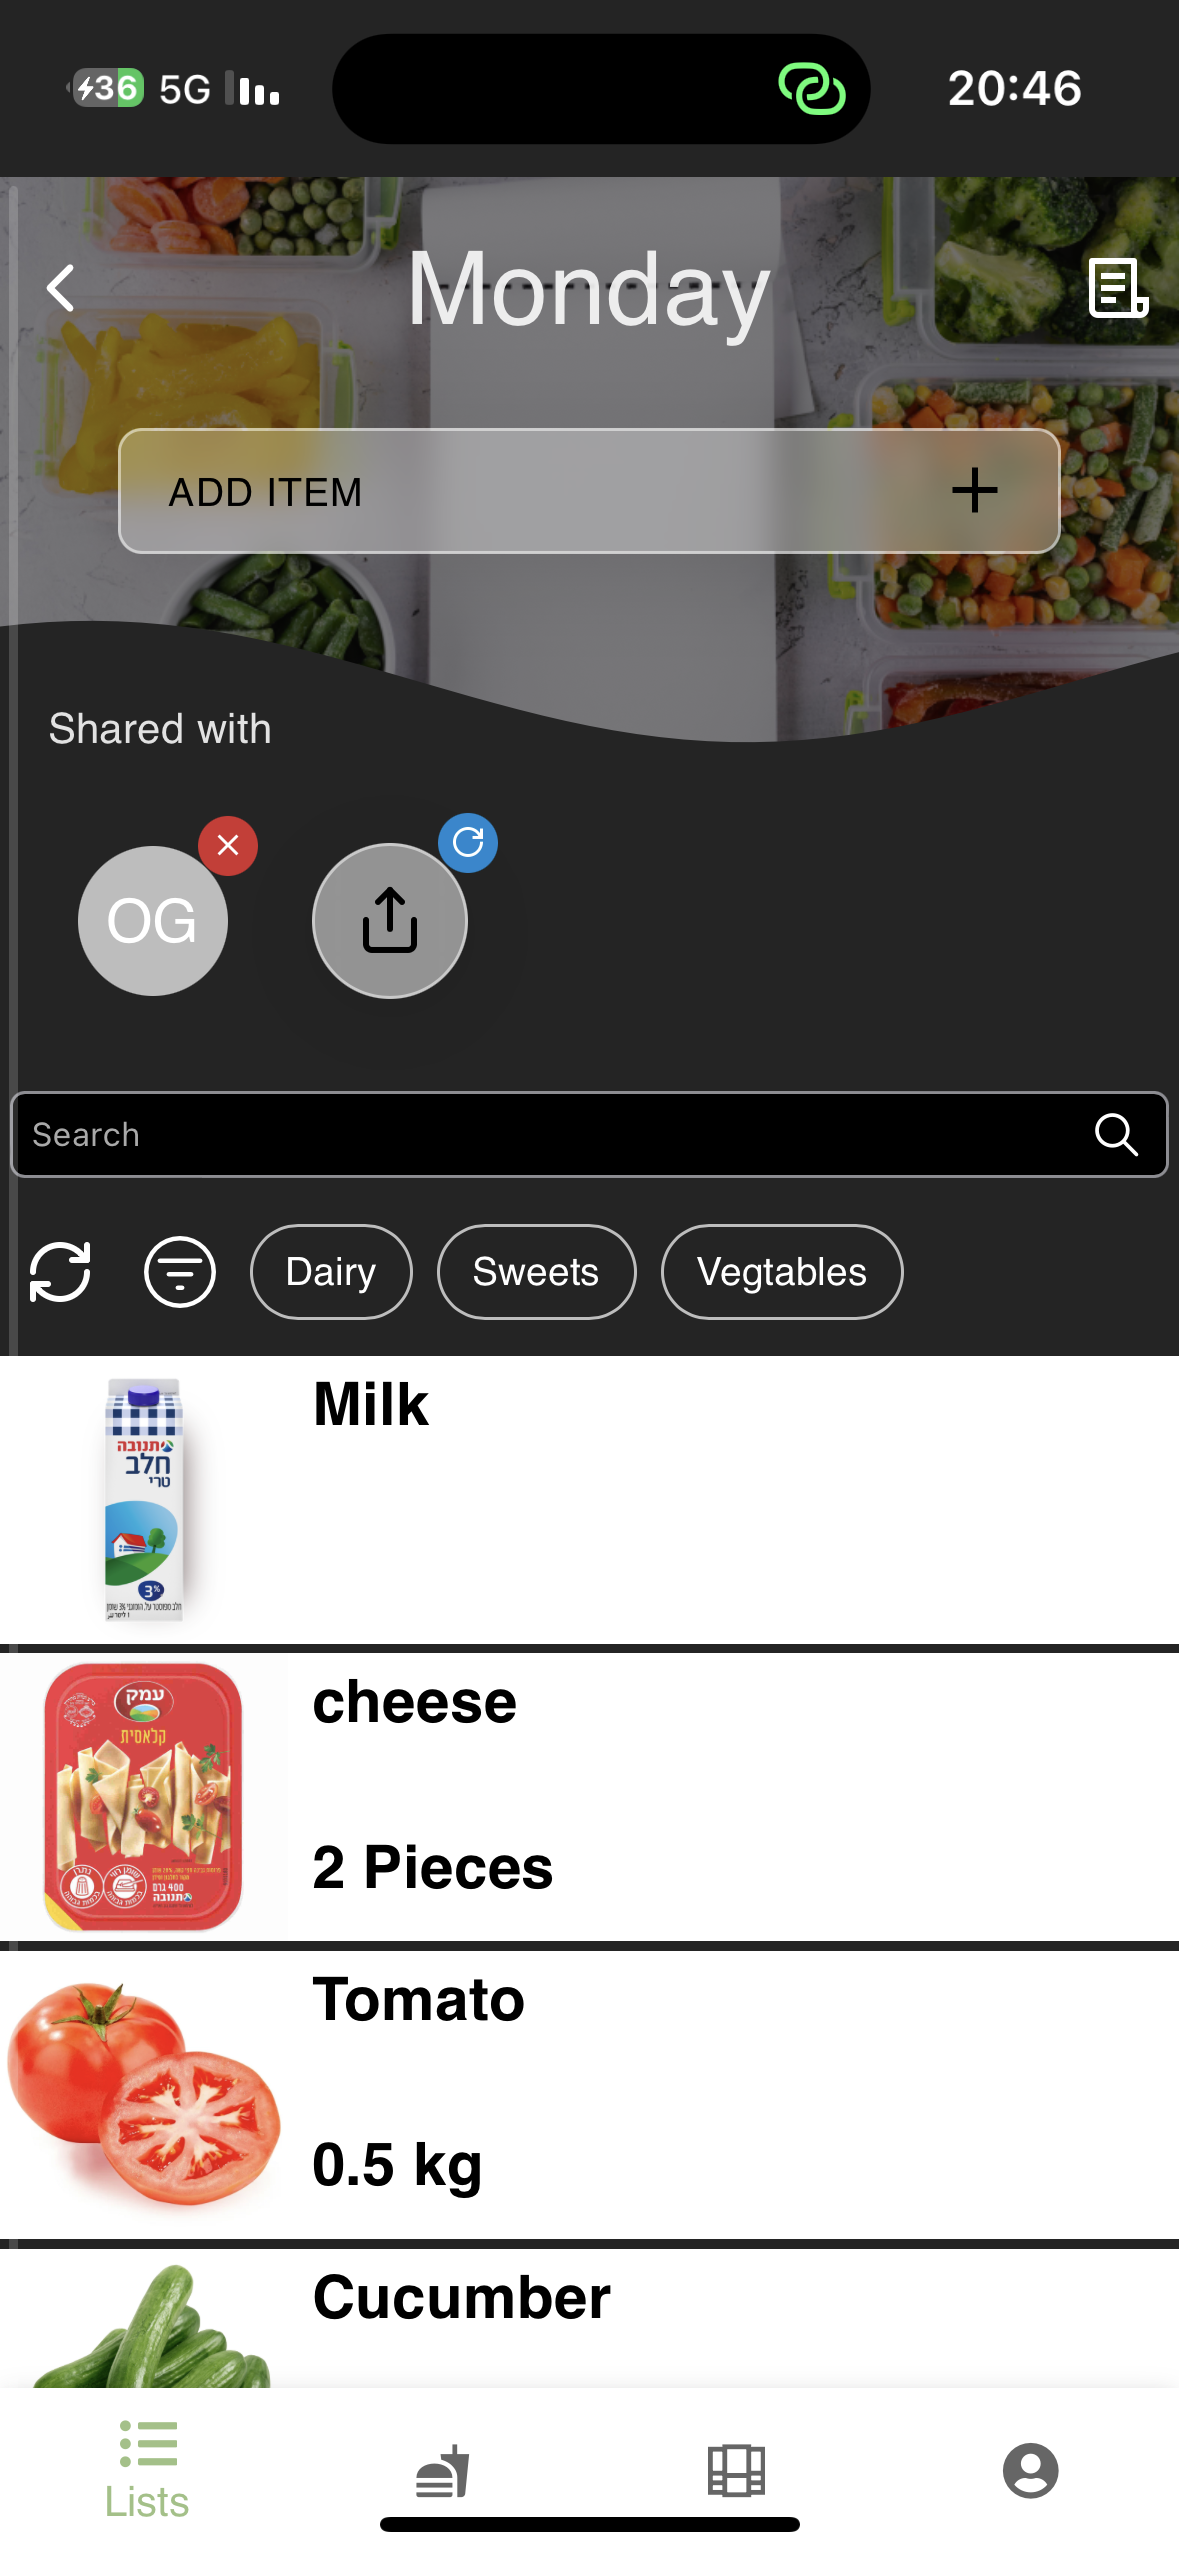 36 5G 20:46
Monday
ADD ITEM
Shared with
OG
Search
Dairy Sweets Vegtables
Milk
תנובה
חלב
טרי
3%
cheese
עמק
קלאסית
400 גרם
תנובה
2 Pieces
Tomato
0.5 kg
Cucumber
Lists